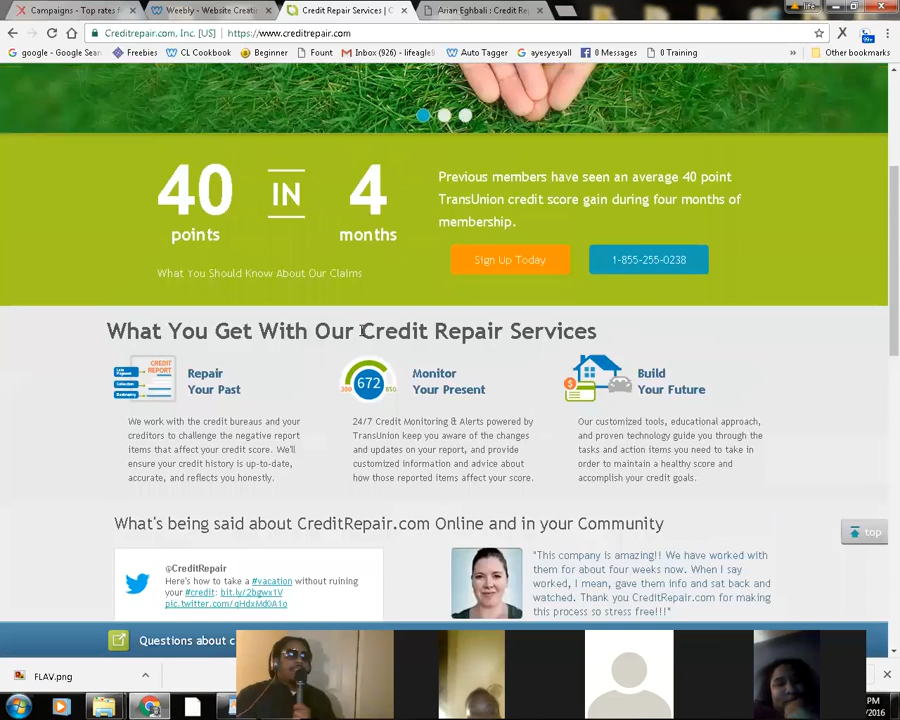 Campaigns - Top rates f
Weebly - Website Creati
Credit Repair Services | C
Arian Eghbali : Credit Re
life
Creditrepair.com, Inc. [US]
https://www.creditrepair.com
google - Google Sear
Freebies
CL Cookbook
Beginner
Fount
Inbox (926) - lifeagle9
Auto Tagger
ayesyesyall
0 Messages
0 Training
Other bookmarks
99+
40 IN 4
points months
What You Should Know About Our Claims
Previous members have seen an average 40 point
TransUnion credit score gain during four months of
membership.
Sign Up Today
1-855-255-0238
What You Get With Our Credit Repair Services
CREDIT
REPORT
Repair
Your Past
We work with the credit bureaus and your
creditors to challenge the negative report
items that affect your credit score. We'll
ensure your credit history is up-to-date,
accurate, and reflects you honestly.
300 672 850
Monitor
Your Present
24/7 Credit Monitoring & Alerts powered by
TransUnion keep you aware of the changes
and updates on your report, and provide
customized information and advice about
how those reported items affect your score.
Build
Your Future
Our customized tools, educational approach,
and proven technology guide you through the
tasks and action items you need to take in
order to maintain a healthy score and
accomplish your credit goals.
What's being said about CreditRepair.com Online and in your Community
top
@CreditRepair
Here's how to take a #vacation without ruining
your #credit: bit.ly/2bgwx1V
pic.twitter.com/qHdxMd0A1o
"This company is amazing!! We have worked with
them for about four weeks now. When I say
worked, I mean, gave them info and sat back and
watched. Thank you CreditRepair.com for making
this process so stress free!!!"
Questions about c
FLAV.png
PM
/2016